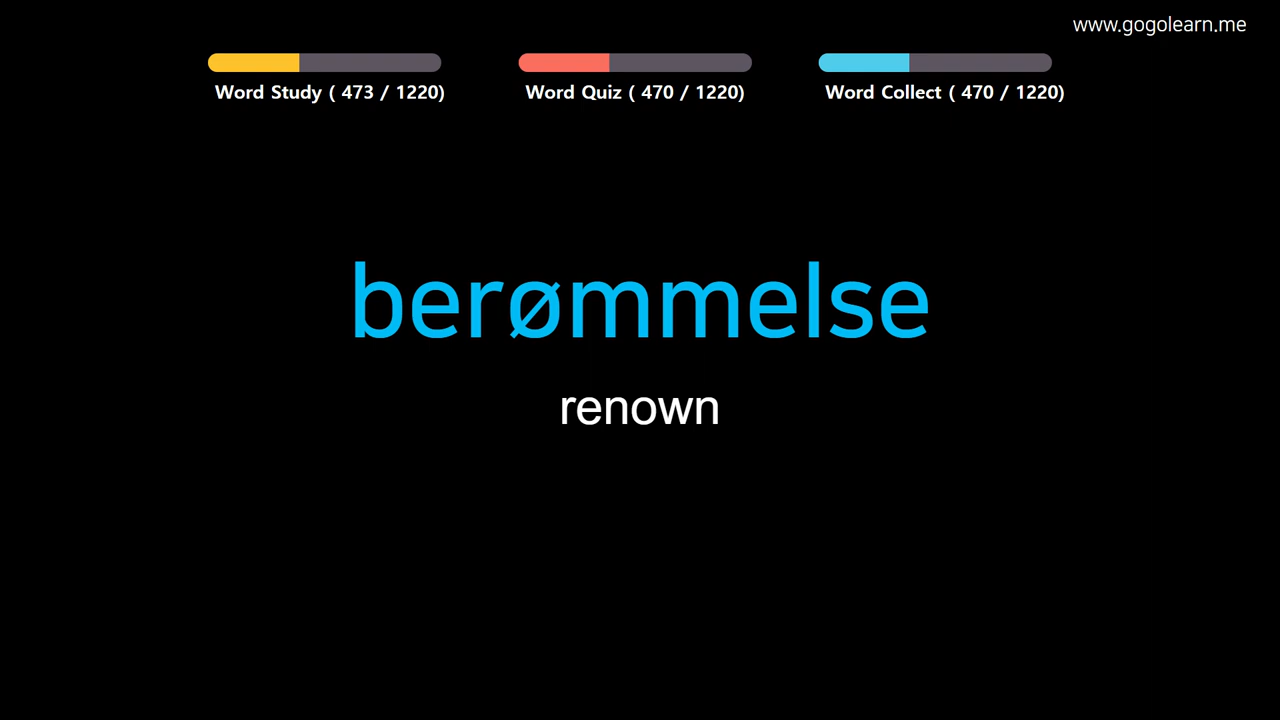 www.gogolearn.me
Word Study ( 473 / 1220)
Word Quiz ( 470 / 1220)
Word Collect ( 470 / 1220)
berømmelse
renown